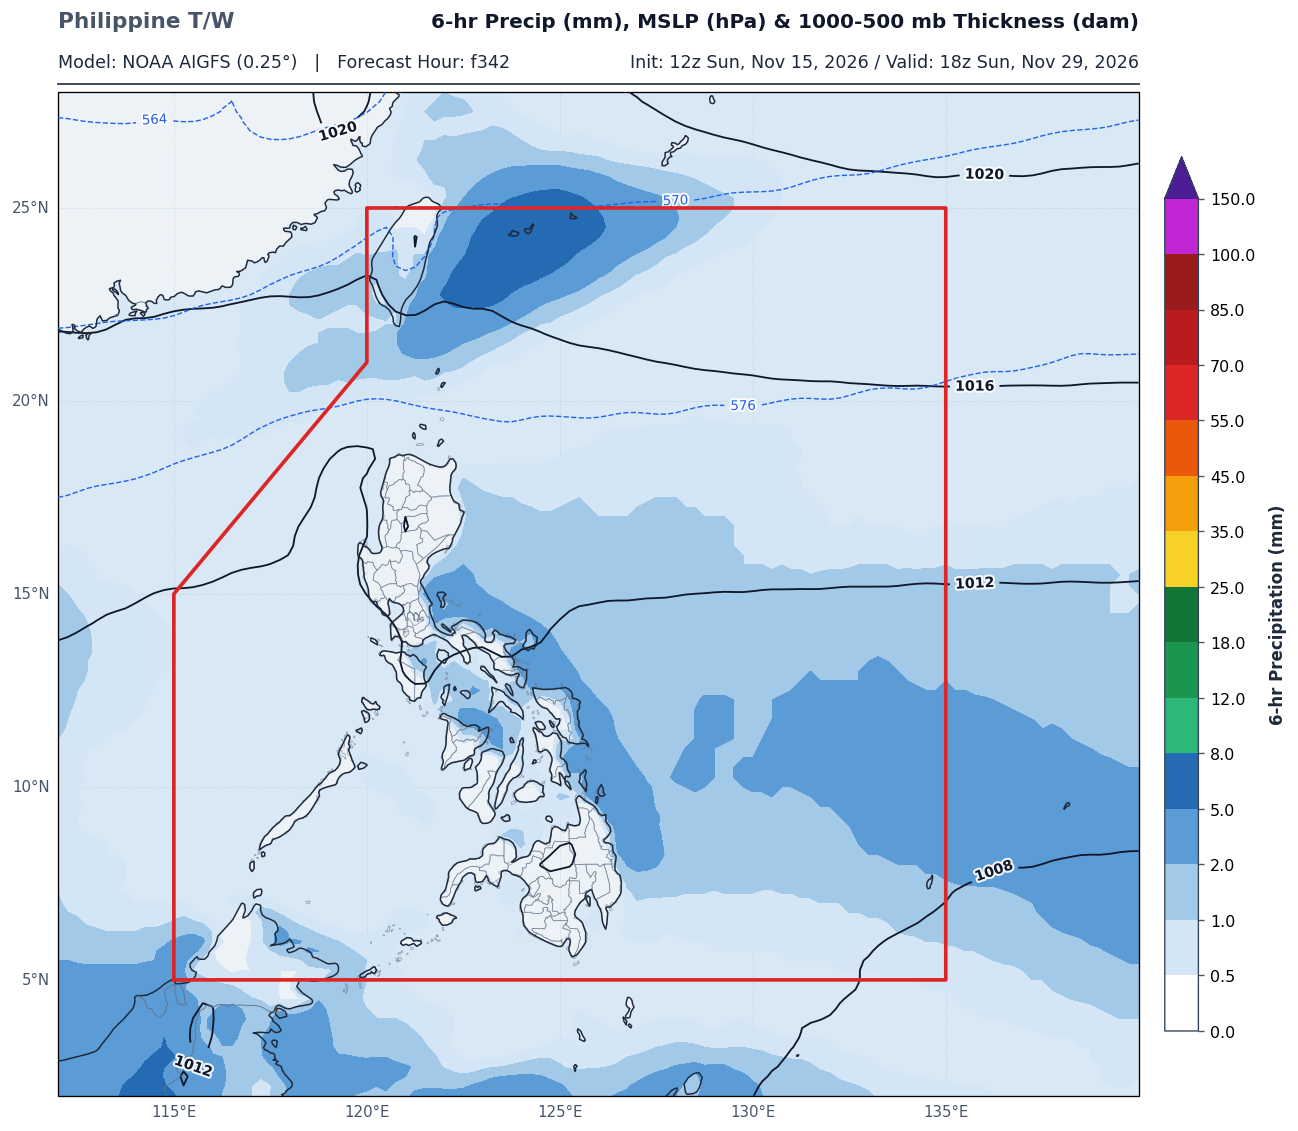 Philippine T/W
6-hr Precip (mm), MSLP (hPa) & 1000-500 mb Thickness (dam)
Model: NOAA AIGFS (0.25°) | Forecast Hour: f342
Init: 12z Sun, Nov 15, 2026 / Valid: 18z Sun, Nov 29, 2026
564
1020
1020
570
1016
576
1012
1008
1012
25°N
20°N
15°N
10°N
5°N
115°E
120°E
125°E
130°E
135°E
150.0
100.0
85.0
70.0
55.0
45.0
35.0
25.0
18.0
12.0
8.0
5.0
2.0
1.0
0.5
0.0
6-hr Precipitation (mm)